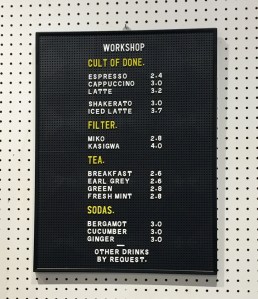 WORKSHOP
CULT OF DONE.
ESPRESSO 2.4
CAPPUCCINO 3.0
LATTE 3.2
SHAKERATO 3.0
ICED LATTE 3.7
FILTER.
MIKO 2.8
KASIGWA 4.0
TEA.
BREAKFAST 2.6
EARL GREY 2.6
GREEN 2.8
FRESH MINT 2.8
SODAS.
BERGAMOT 3.0
CUCUMBER 3.0
GINGER 3.0
—
OTHER DRINKS
BY REQUEST.